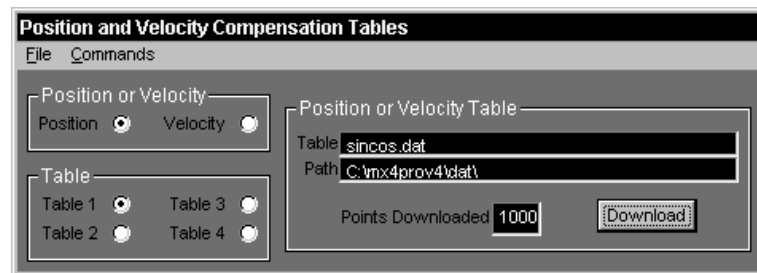 Position and Velocity Compensation Tables
File Commands
Position or Velocity
Position Velocity
Table
Table 1 Table 3
Table 2 Table 4
Position or Velocity Table
Table sincos.dat
Path C:\mx4prov4\dat\
Points Downloaded 1000 Download